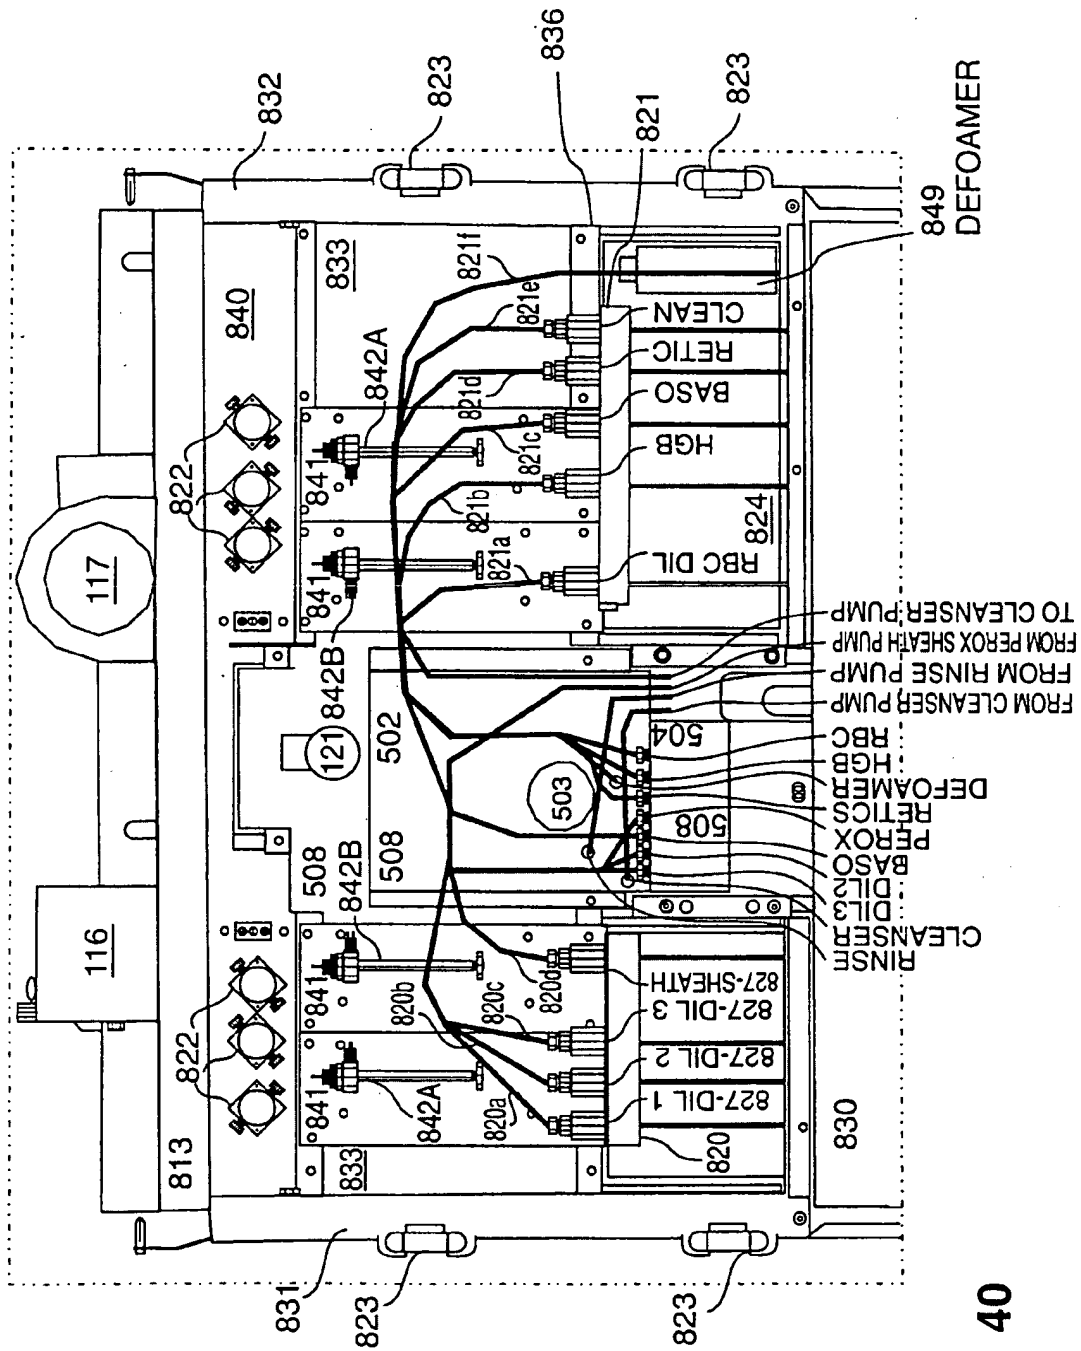 832
823
836
821
823
849
DEFOAMER
840
833
821f
821e
842A
821d
821c
821b
821a
822
841
841
842B
117
CLEAN
RETIC
BASO
HGB
RBC DIL
824
121
502
503
504
508
508
508
TO CLEANSER PUMP
FROM PEROX SHEATH PUMP
FROM RINSE PUMP
FROM CLEANSER PUMP
RBC
HGB
DEFOAMER
RETICS
PEROX
BASO
DIL2
DIL3
CLEANSER
RINSE
116
822
813
842B
841
841
842A
820a
820b
820c
820d
827-SHEATH
827-DIL 3
827-DIL 2
827-DIL 1
820
830
833
831
823
823
40